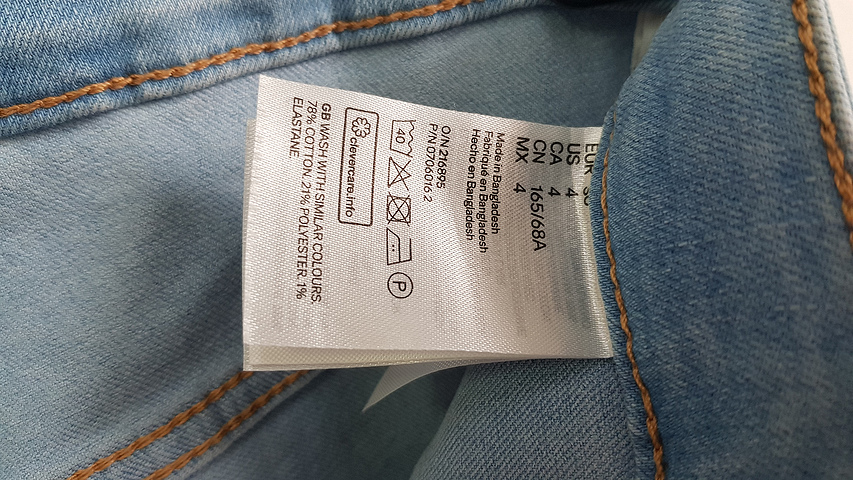 EUR 36
US 4
CA 4
CN 165/68A
MX 4
Made in Bangladesh
Fabriqué en Bangladesh
Hecho en Bangladesh
O/N 216895
P/N 0706016 2
40
P
clevercare.info
GB WASH WITH SIMILAR COLOURS.
78% COTTON. 21% POLYESTER. 1%
ELASTANE.